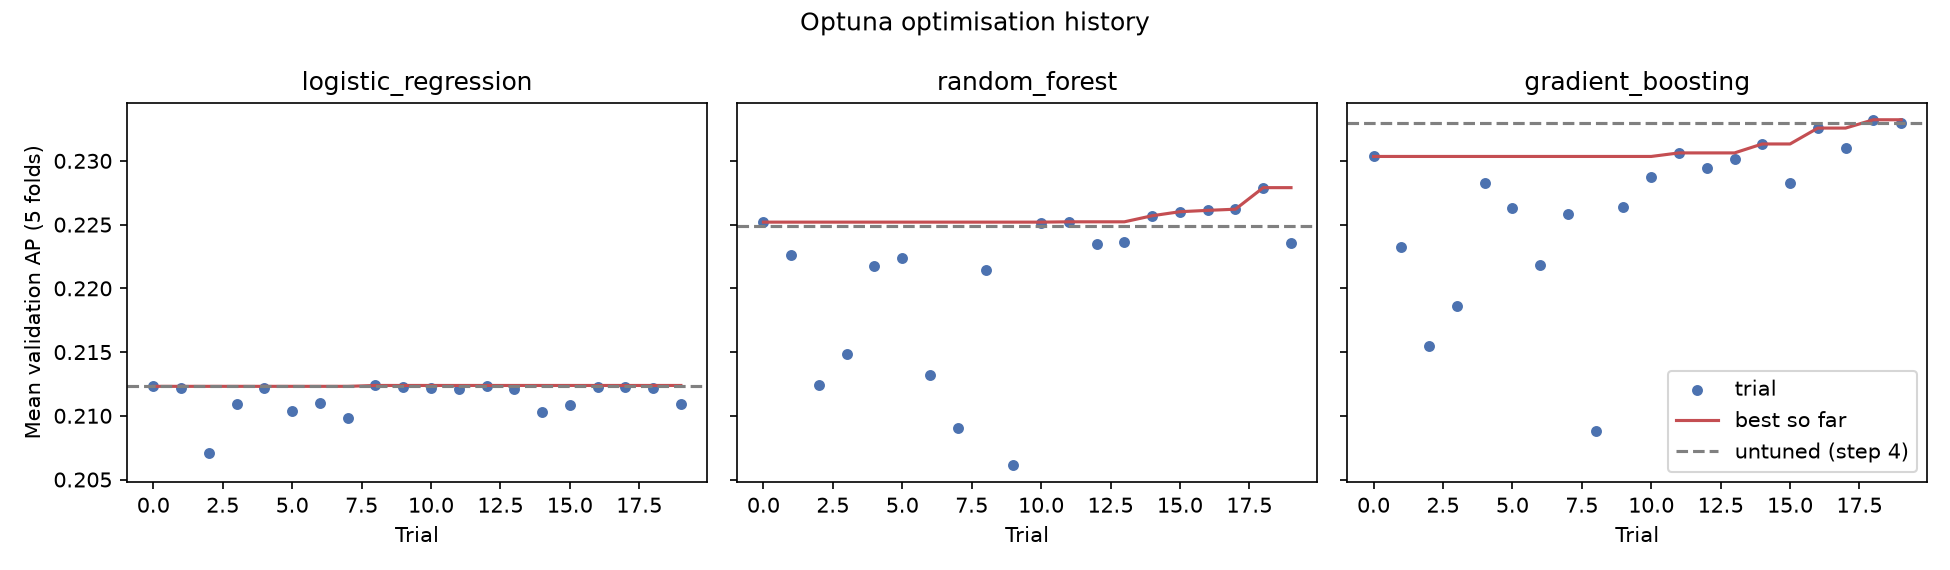 Optuna optimisation history
logistic_regression
random_forest
gradient_boosting
Mean validation AP (5 folds)
0.230
0.225
0.220
0.215
0.210
0.205
0.0 2.5 5.0 7.5 10.0 12.5 15.0 17.5
Trial
0.0 2.5 5.0 7.5 10.0 12.5 15.0 17.5
Trial
trial
best so far
untuned (step 4)
0.0 2.5 5.0 7.5 10.0 12.5 15.0 17.5
Trial